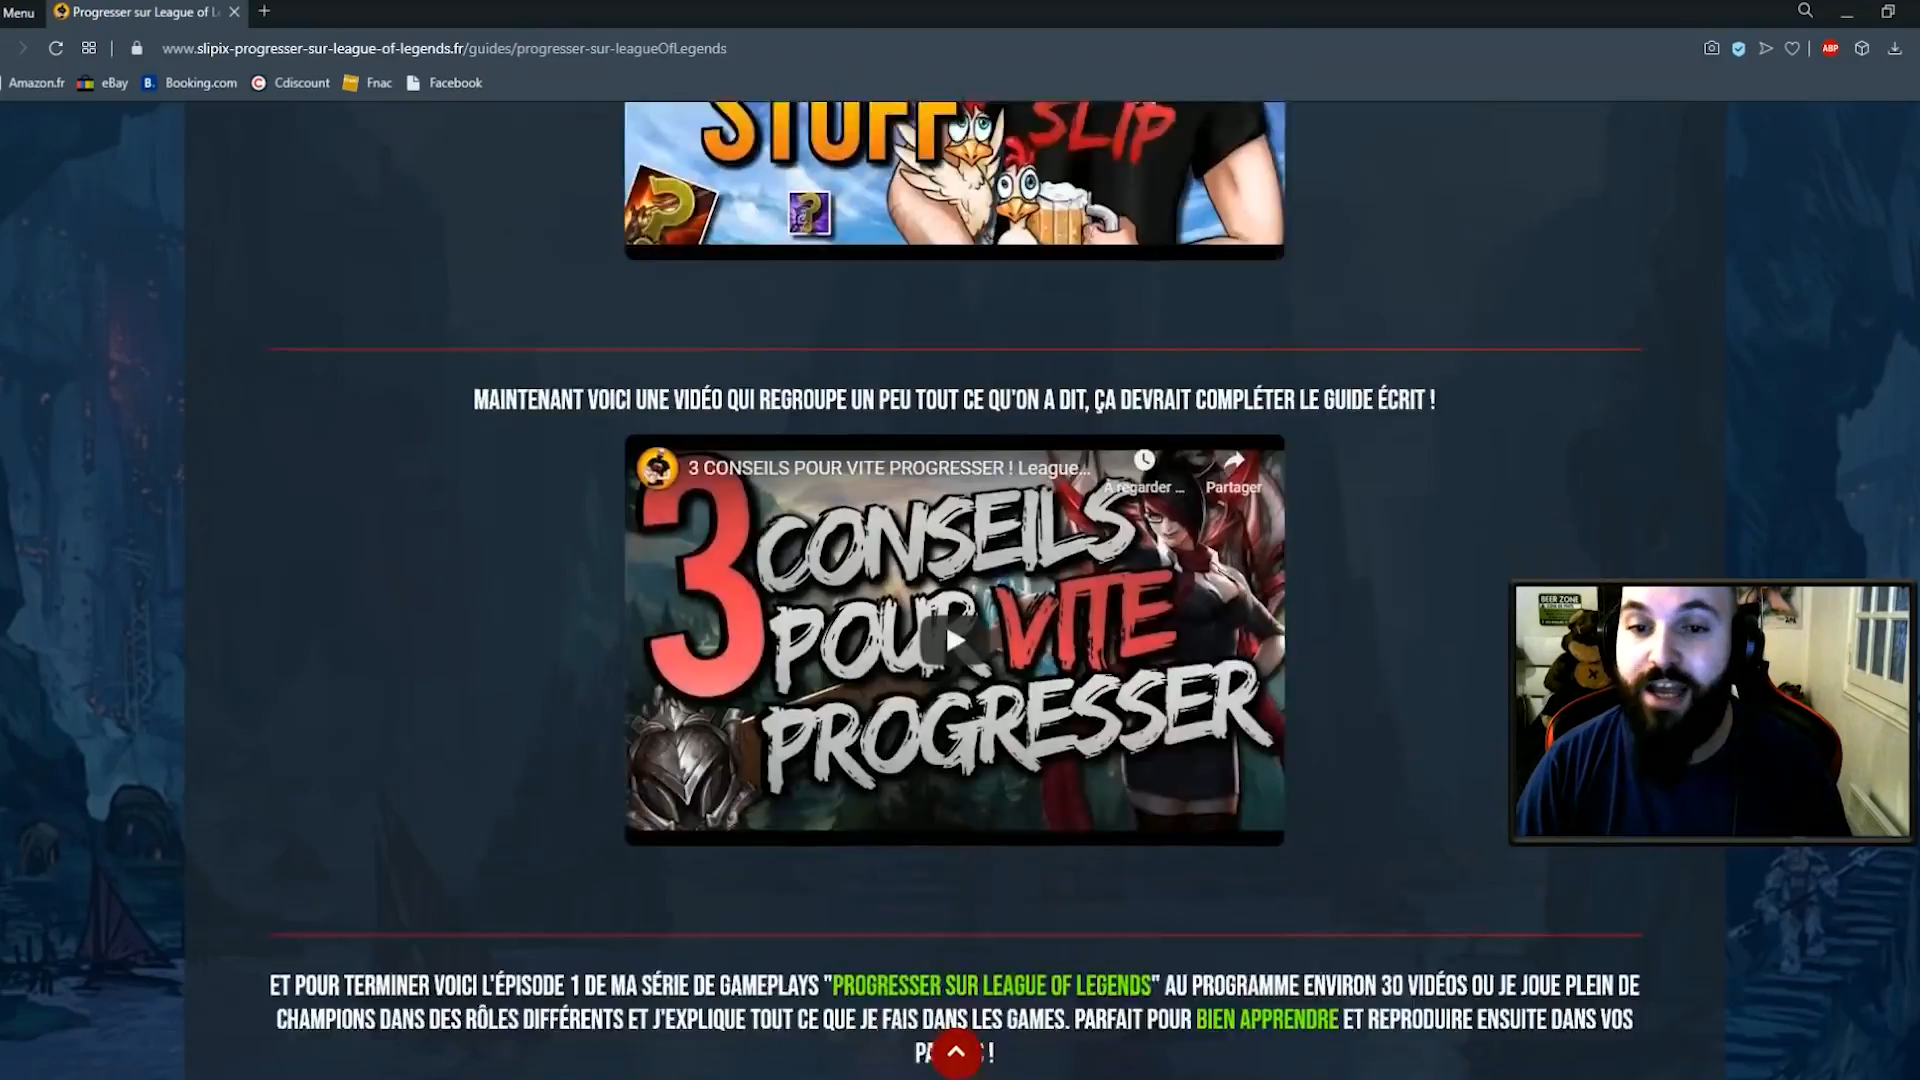 Menu
Progresser sur League of L
www.slipix-progresser-sur-league-of-legends.fr/guides/progresser-sur-leagueOfLegends
ABP
Amazon.fr
eBay
B.
Booking.com
Cdiscount
Fnac
Facebook
STUFF
SLIP
MAINTENANT VOICI UNE VIDÉO QUI REGROUPE UN PEU TOUT CE QU'ON A DIT, ÇA DEVRAIT COMPLÉTER LE GUIDE ÉCRIT !
3 CONSEILS POUR VITE PROGRESSER ! League...
À regarder ...
Partager
3 CONSEILS
POUR VITE
PROGRESSER
BEER ZONE
ET POUR TERMINER VOICI L'ÉPISODE 1 DE MA SÉRIE DE GAMEPLAYS "PROGRESSER SUR LEAGUE OF LEGENDS" AU PROGRAMME ENVIRON 30 VIDÉOS OU JE JOUE PLEIN DE
CHAMPIONS DANS DES RÔLES DIFFÉRENTS ET J'EXPLIQUE TOUT CE QUE JE FAIS DANS LES GAMES. PARFAIT POUR BIEN APPRENDRE ET REPRODUIRE ENSUITE DANS VOS
!